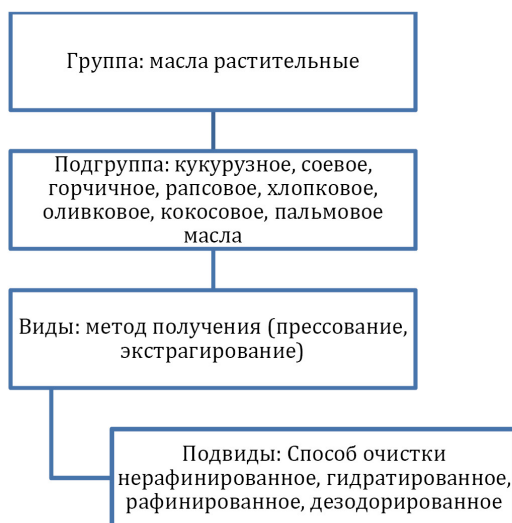 Группа: масла растительные
Подгруппа: кукурузное, соевое,
горчичное, рапсовое, хлопковое,
оливковое, кокосовое, пальмовое
масла
Виды: метод получения (прессование,
экстрагирование)
Подвиды: Способ очистки
нерафинированное, гидратированное,
рафинированное, дезодорированное